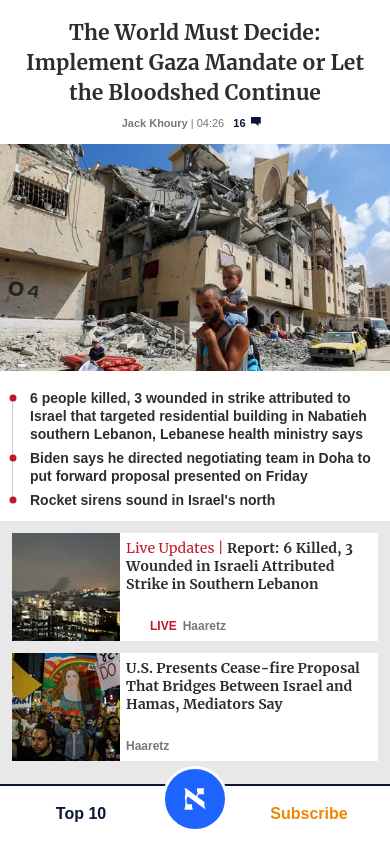 The World Must Decide:
Implement Gaza Mandate or Let
the Bloodshed Continue
Jack Khoury | 04:26 16
04
6 people killed, 3 wounded in strike attributed to
Israel that targeted residential building in Nabatieh
southern Lebanon, Lebanese health ministry says
Biden says he directed negotiating team in Doha to
put forward proposal presented on Friday
Rocket sirens sound in Israel's north
Live Updates | Report: 6 Killed, 3
Wounded in Israeli Attributed
Strike in Southern Lebanon
LIVE Haaretz
U.S. Presents Cease-fire Proposal
That Bridges Between Israel and
Hamas, Mediators Say
Haaretz
DO
Top 10
א
Subscribe